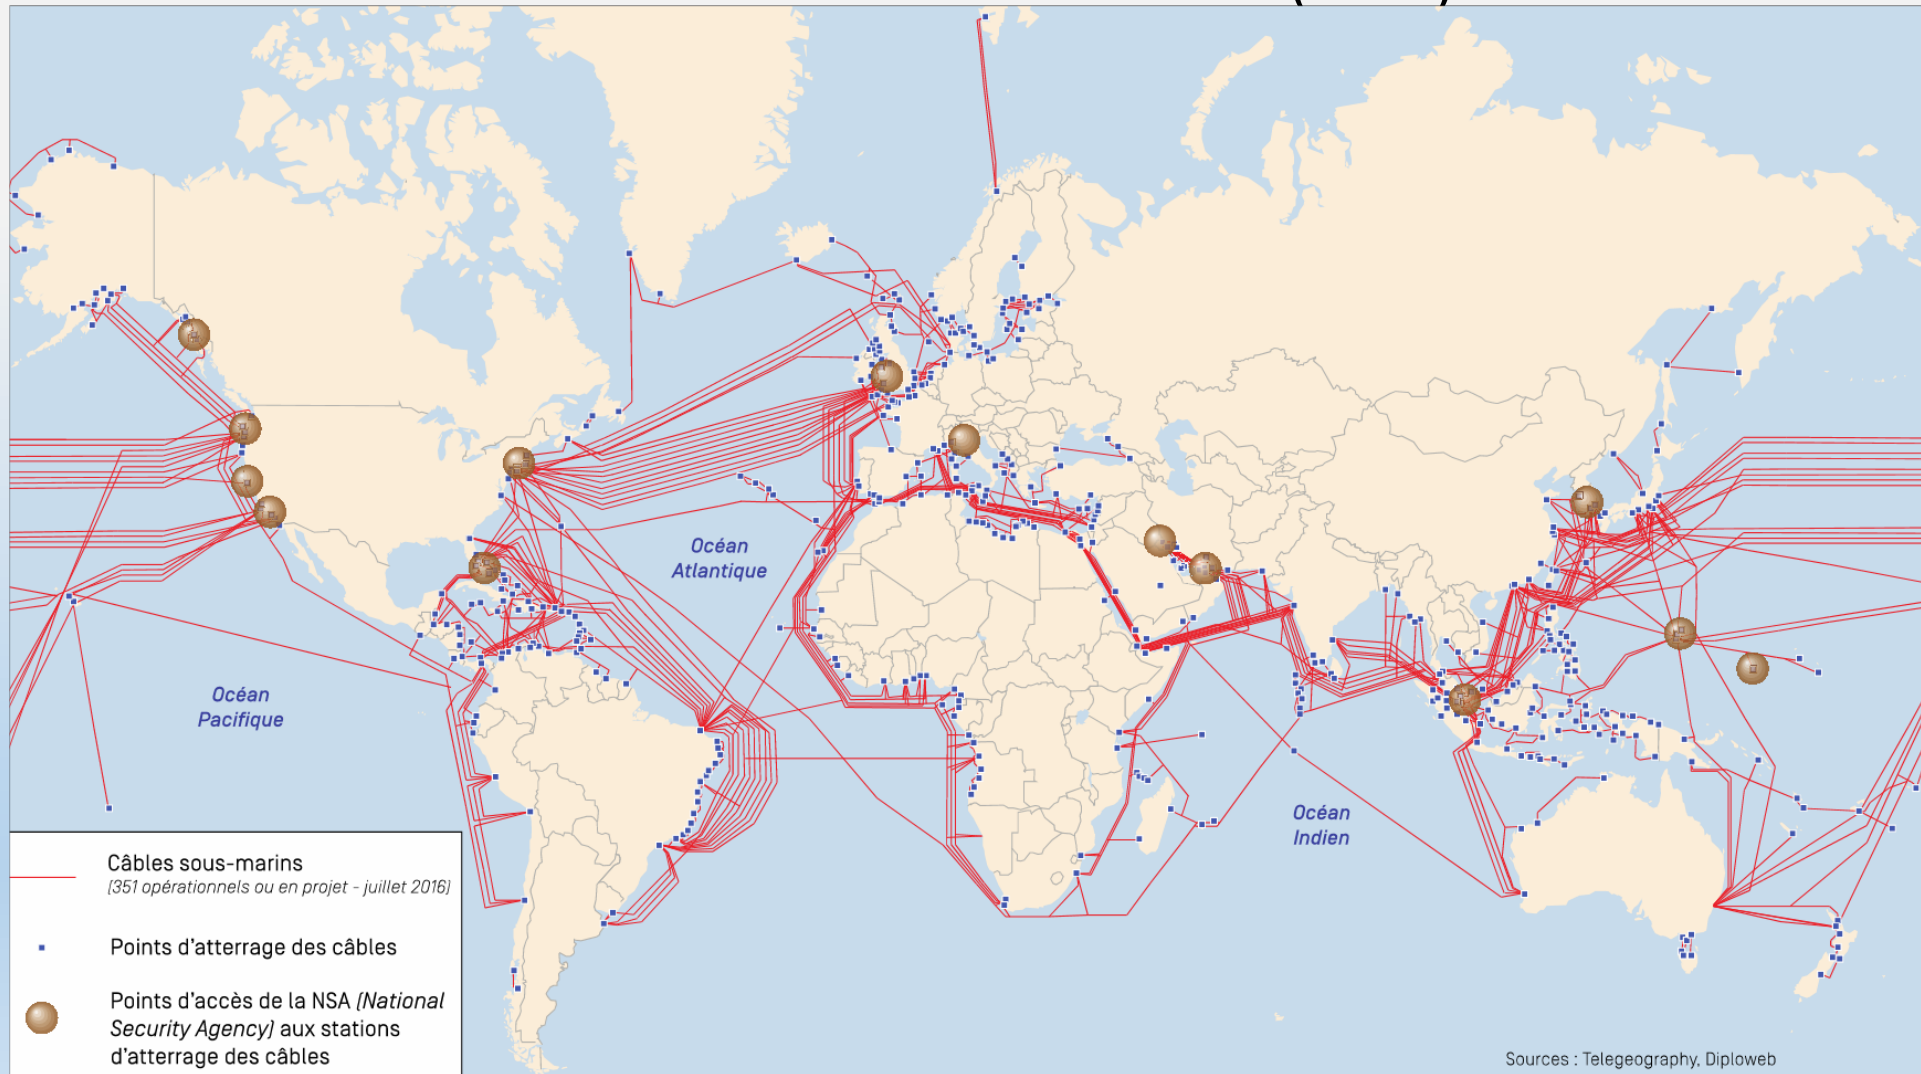 Océan
Atlantique
Océan
Pacifique
Océan
Indien
Câbles sous-marins
(351 opérationnels ou en projet - juillet 2016)
Points d'atterrage des câbles
Points d'accès de la NSA (National
Security Agency) aux stations
d'atterrage des câbles
Sources : Telegeography, Diploweb